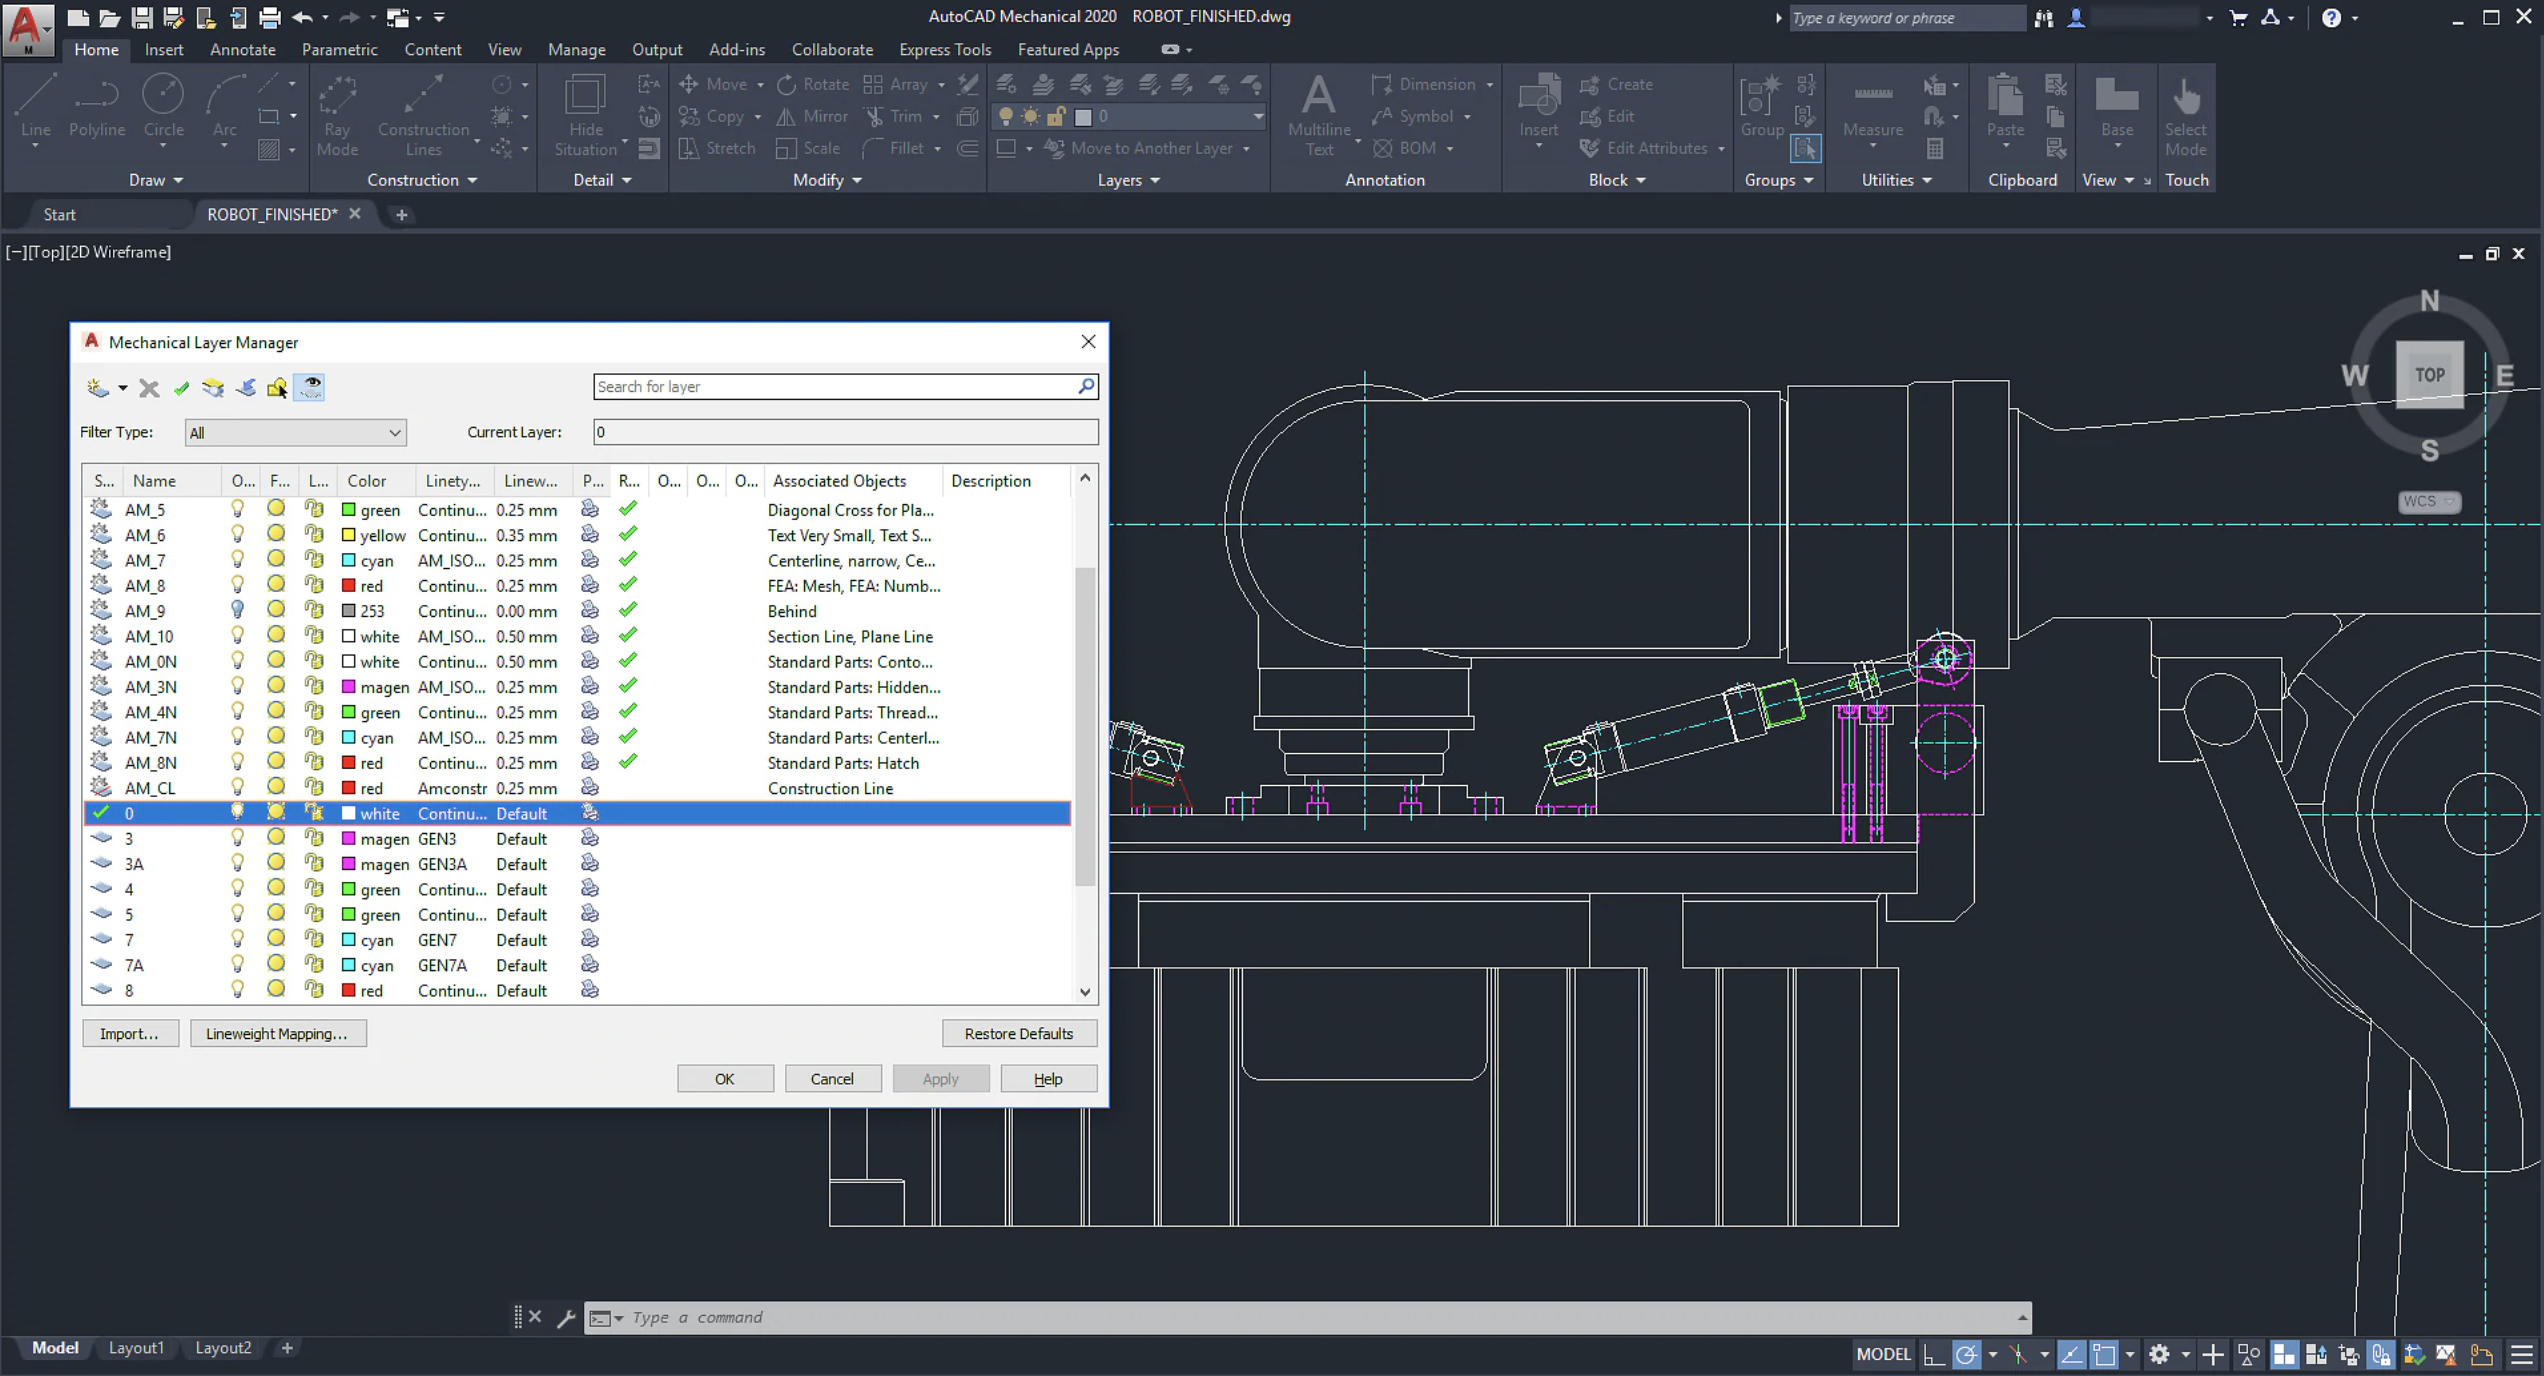 AutoCAD Mechanical 2020 ROBOT_FINISHED.dwg
Type a keyword or phrase
M
Home Insert Annotate Parametric Content View Manage Output Add-ins Collaborate Express Tools Featured Apps
Line Polyline Circle Arc
Draw
Ray Mode
Construction Lines
Construction
Hide Situation
Detail
Move Rotate Array
Copy Mirror Trim
Stretch Scale Fillet
Modify
0
Move to Another Layer
Layers
Multiline Text
Dimension
Symbol
BOM
Annotation
Insert
Create
Edit
Edit Attributes
Block
Group
Groups
Measure
Utilities
Paste
Clipboard
Base
View
Select Mode
Touch
Start ROBOT_FINISHED*
[−][Top][2D Wireframe]
N
W TOP E
S
WCS
Mechanical Layer Manager
Search for layer
Filter Type: All Current Layer: 0
S... Name O... F... L... Color Linety... Linew... P... R... O... O... O... Associated Objects Description
AM_5 green Continu... 0.25 mm Diagonal Cross for Pla...
AM_6 yellow Continu... 0.35 mm Text Very Small, Text S...
AM_7 cyan AM_ISO... 0.25 mm Centerline, narrow, Ce...
AM_8 red Continu... 0.25 mm FEA: Mesh, FEA: Numb...
AM_9 253 Continu... 0.00 mm Behind
AM_10 white AM_ISO... 0.50 mm Section Line, Plane Line
AM_0N white Continu... 0.50 mm Standard Parts: Conto...
AM_3N magen AM_ISO... 0.25 mm Standard Parts: Hidden...
AM_4N green Continu... 0.25 mm Standard Parts: Thread...
AM_7N cyan AM_ISO... 0.25 mm Standard Parts: Centerl...
AM_8N red Continu... 0.25 mm Standard Parts: Hatch
AM_CL red Amconstr 0.25 mm Construction Line
0 white Continu... Default
3 magen GEN3 Default
3A magen GEN3A Default
4 green Continu... Default
5 green Continu... Default
7 cyan GEN7 Default
7A cyan GEN7A Default
8 red Continu... Default
Import... Lineweight Mapping... Restore Defaults
OK Cancel Apply Help
Type a command
Model Layout1 Layout2
MODEL